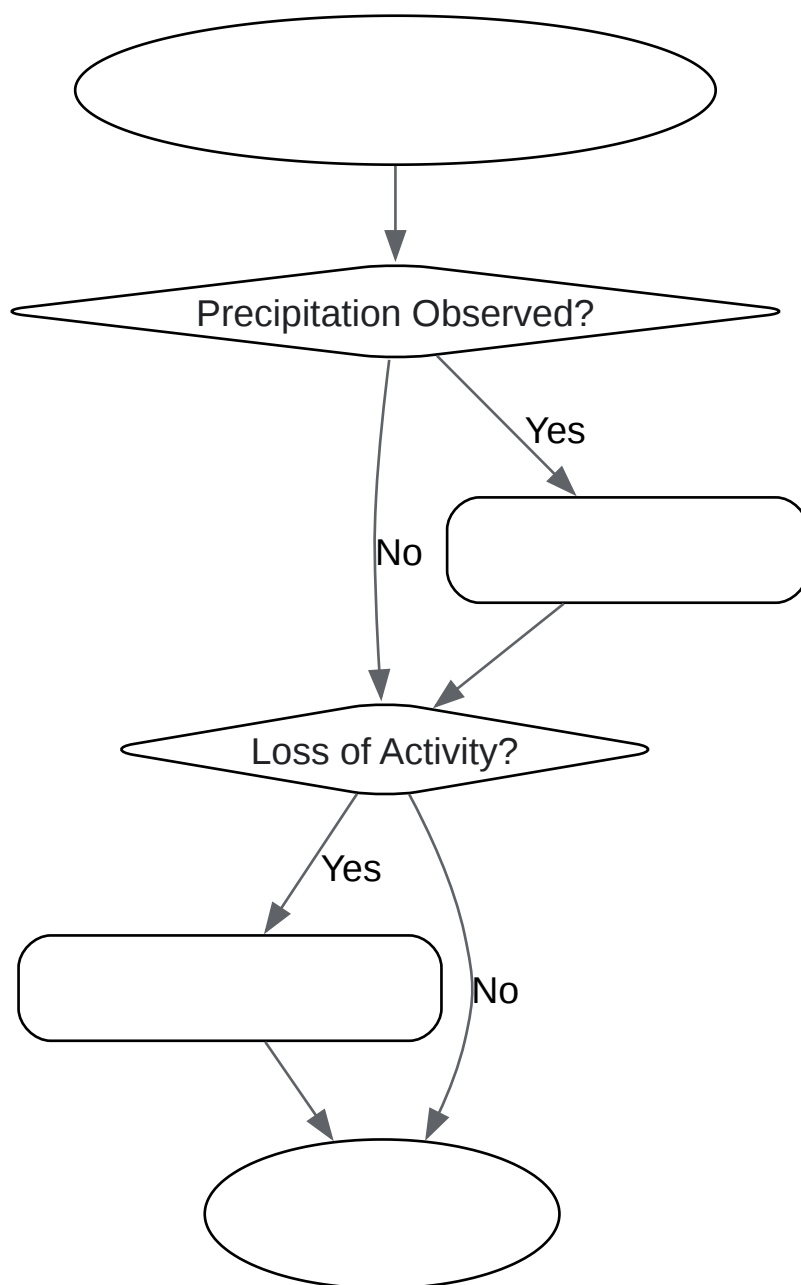 Precipitation Observed?
Yes
No
Loss of Activity?
Yes
No